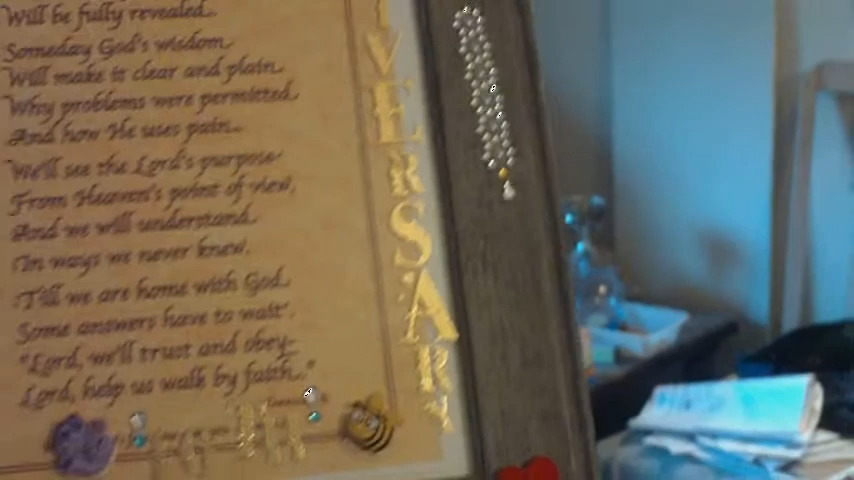 Will be fully revealed.
Someday God's wisdom
Will make it clear and plain
Why problems were permitted
And how He uses pain.
We'll see the Lord's purpose
From Heaven's point of view,
And we will understand
In ways we never knew.
Till we are home with God
Some answers have to wait.
"Lord, we'll trust and obey-
Lord, help us walk by faith."
IVERSARY